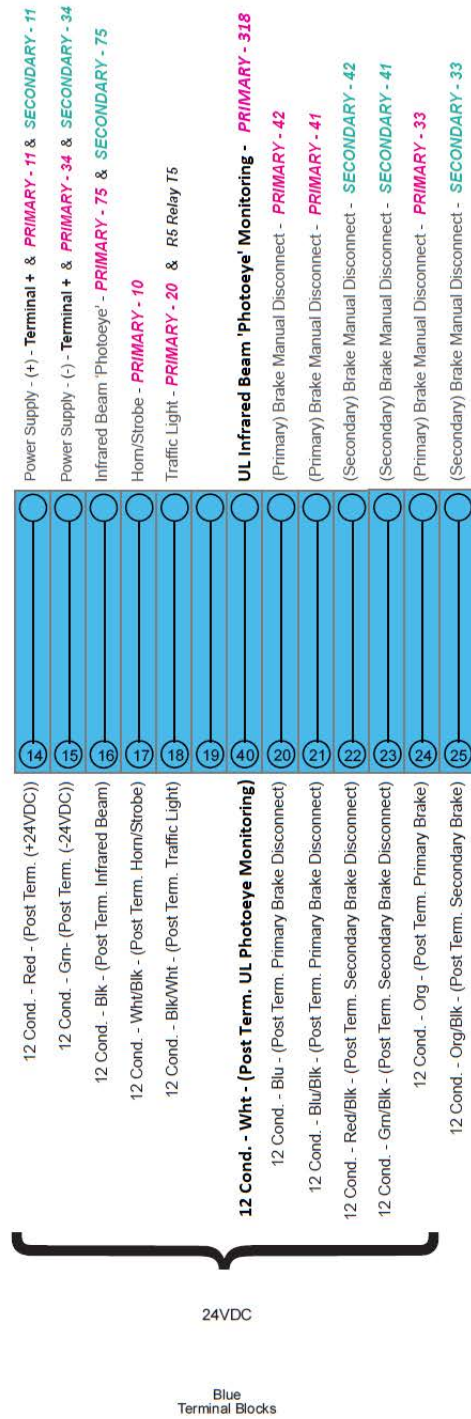 Power Supply - (+) - Terminal + & PRIMARY - 11 & SECONDARY - 11
Power Supply - (-) - Terminal + & PRIMARY - 34 & SECONDARY - 34
Infrared Beam 'Photoeye' - PRIMARY - 75 & SECONDARY - 75
Horn/Strobe - PRIMARY - 10
Traffic Light - PRIMARY - 20 & R5 Relay T5
UL Infrared Beam 'Photoeye' Monitoring - PRIMARY - 318
(Primary) Brake Manual Disconnect - PRIMARY - 42
(Primary) Brake Manual Disconnect - PRIMARY - 41
(Secondary) Brake Manual Disconnect - SECONDARY - 42
(Secondary) Brake Manual Disconnect - SECONDARY - 41
(Primary) Brake Manual Disconnect - PRIMARY - 33
(Secondary) Brake Manual Disconnect - SECONDARY - 33
14
15
16
17
18
19
40
20
21
22
23
24
25
12 Cond. - Red - (Post Term. (+24VDC))
12 Cond. - Grn- (Post Term. (-24VDC))
12 Cond. - Blk - (Post Term. Infrared Beam)
12 Cond. - Wht/Blk - (Post Term. Horn/Strobe)
12 Cond. - Blk/Wht - (Post Term. Traffic Light)
12 Cond. - Wht - (Post Term. UL Photoeye Monitoring)
12 Cond. - Blu - (Post Term. Primary Brake Disconnect)
12 Cond. - Blu/Blk - (Post Term. Primary Brake Disconnect)
12 Cond. - Red/Blk - (Post Term. Secondary Brake Disconnect)
12 Cond. - Grn/Blk - (Post Term. Secondary Brake Disconnect)
12 Cond. - Org - (Post Term. Primary Brake)
12 Cond. - Org/Blk - (Post Term. Secondary Brake)
24VDC
Blue
Terminal Blocks